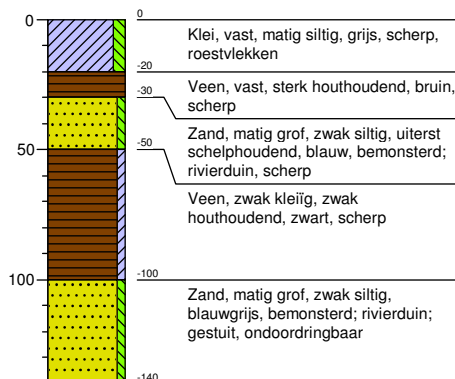 0
0
Klei, vast, matig siltig, grijs, scherp,
roestvlekken
-20
Veen, vast, sterk houthoudend, bruin,
scherp
-30
Zand, matig grof, zwak siltig, uiterst
schelphoudend, blauw, bemonsterd;
rivierduin, scherp
50
-50
Veen, zwak kleiïg, zwak
houthoudend, zwart, scherp
100
-100
Zand, matig grof, zwak siltig,
blauwgrijs, bemonsterd; rivierduin;
gestuit, ondoordringbaar
-140